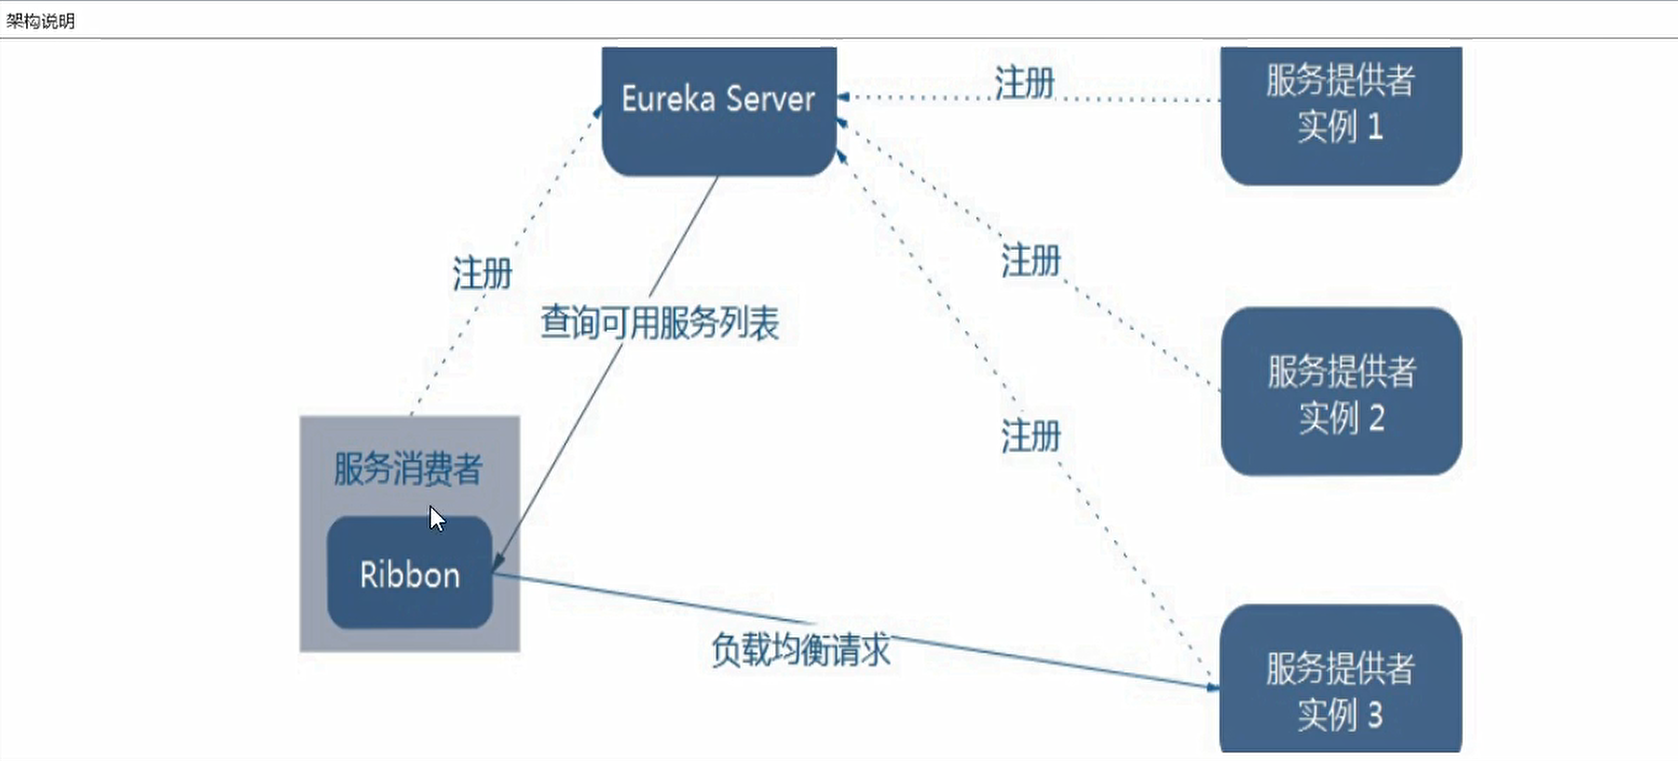 架构说明
Eureka Server
注册
服务提供者
实例 1
注册
注册
查询可用服务列表
服务提供者
实例 2
注册
服务消费者
Ribbon
负载均衡请求
服务提供者
实例 3